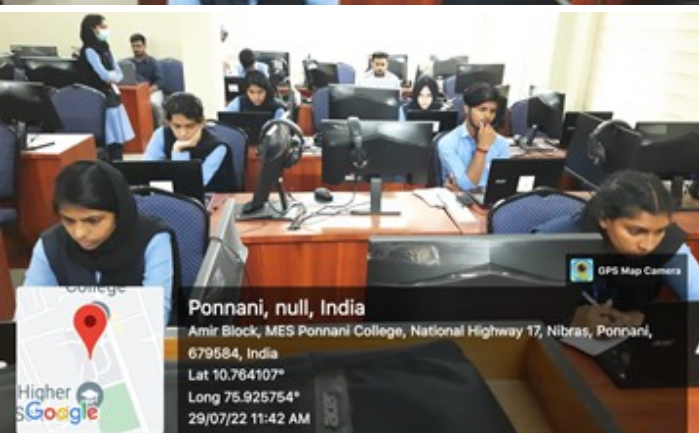 GPS Map Camera
College
Ponnani, null, India
Amir Block, MES Ponnani College, National Highway 17, Nibras, Ponnani,
679584, India
Lat 10.764107°
Long 75.925754°
29/07/22 11:42 AM
Higher
Google
acer